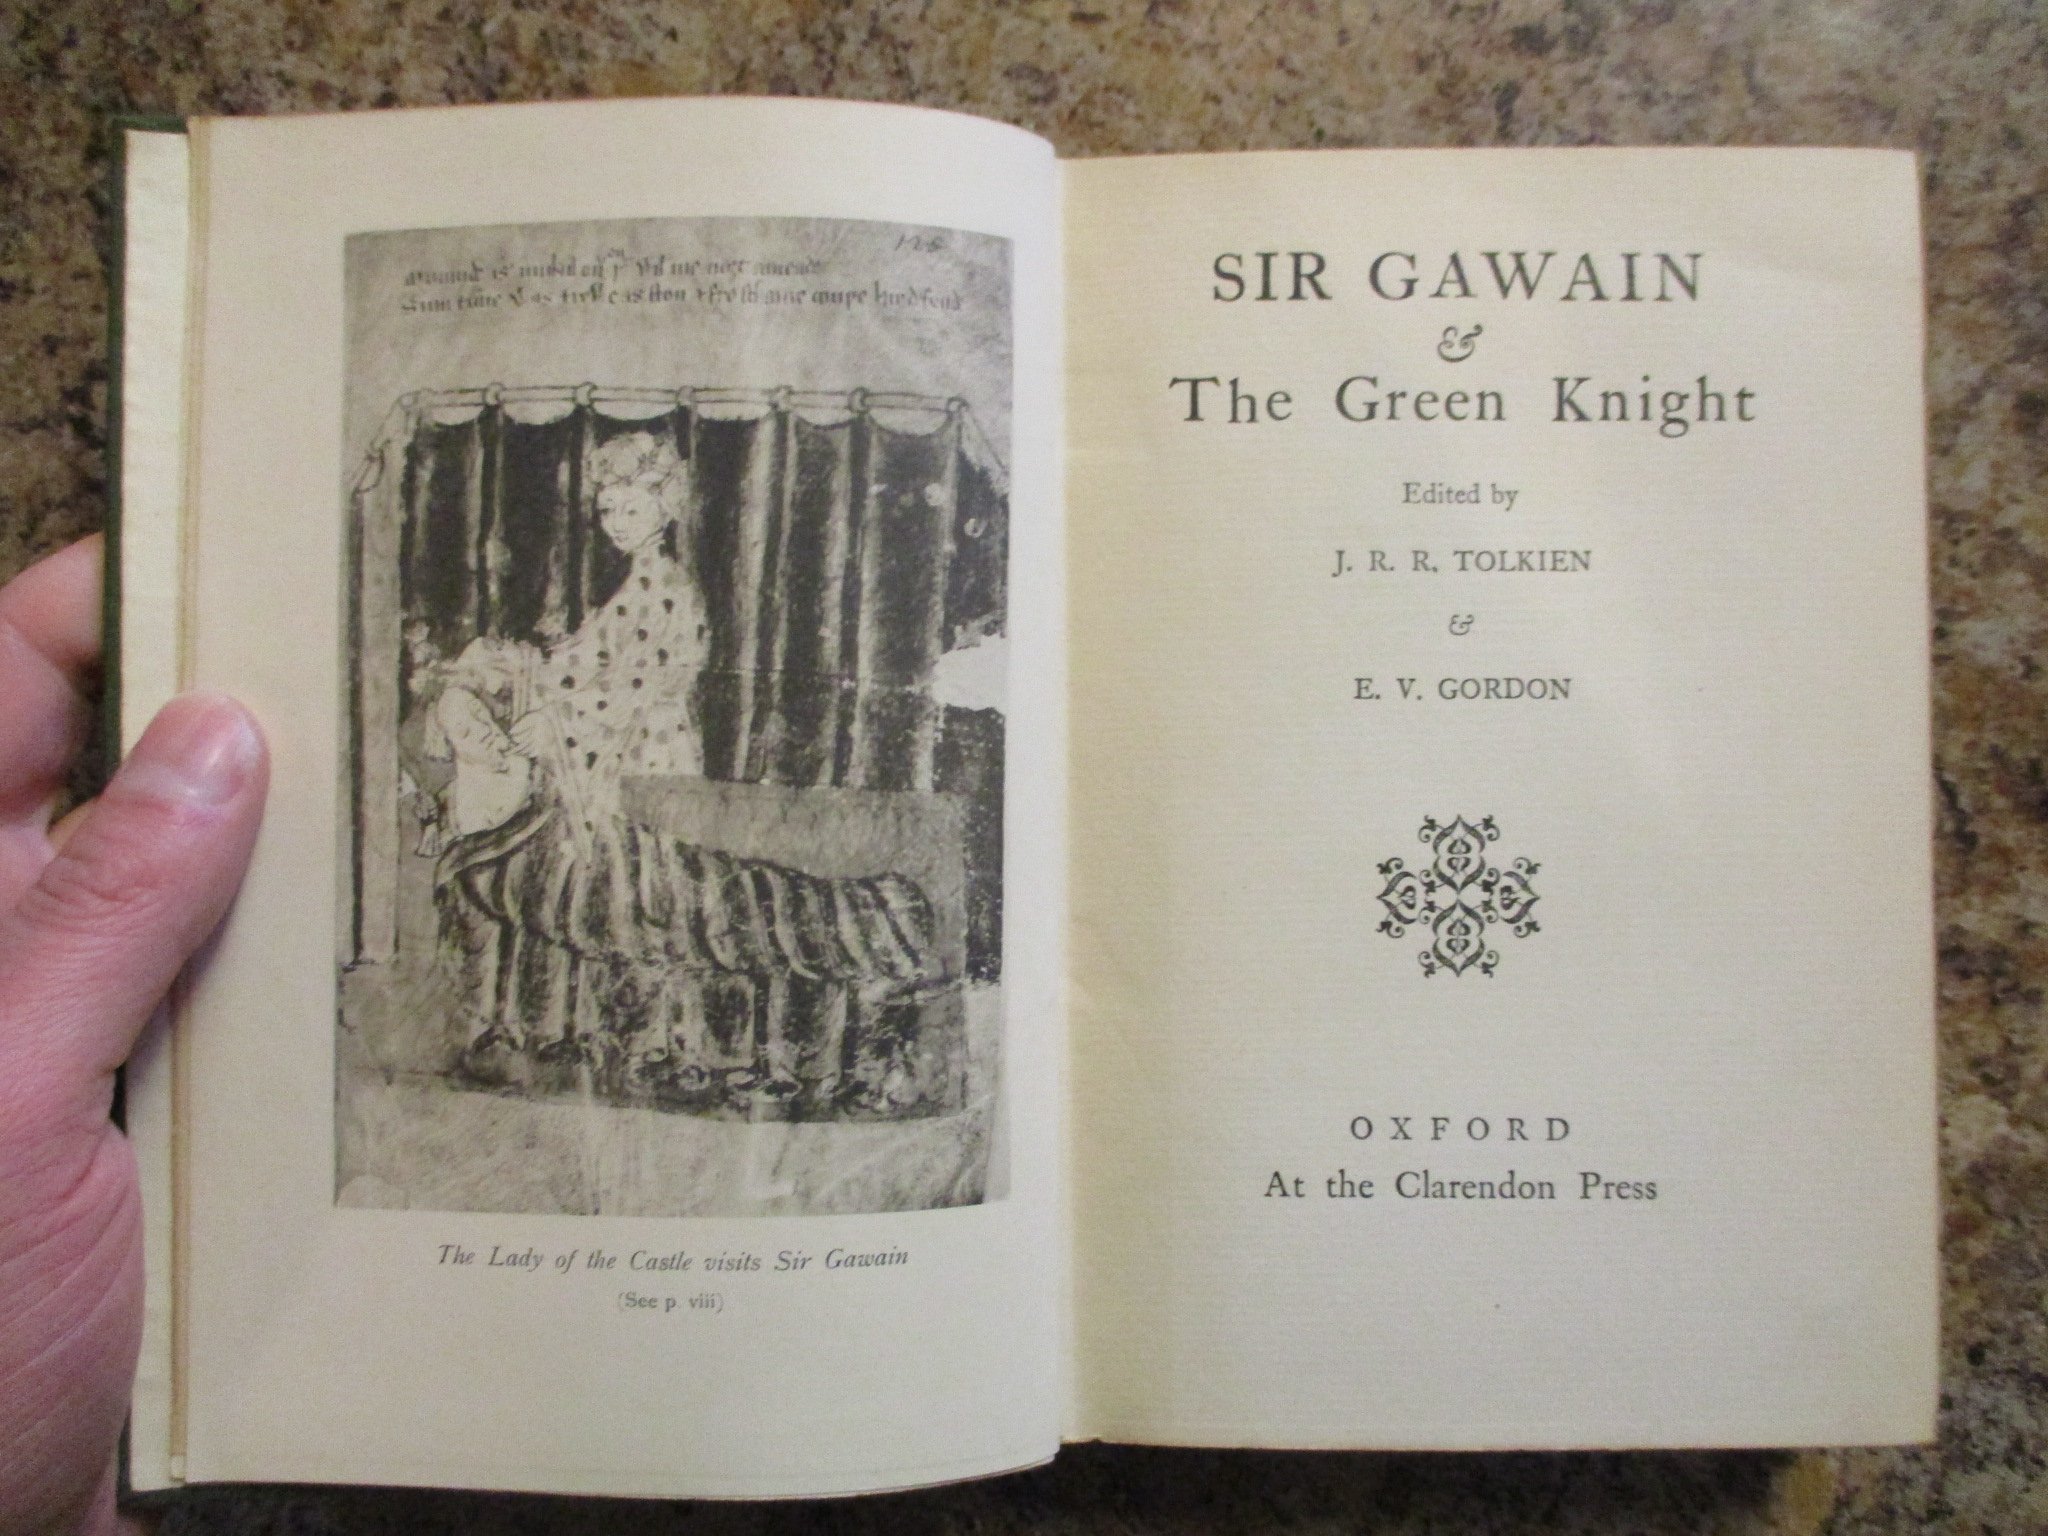 SIR GAWAIN
&
The Green Knight
Edited by
J. R. R. TOLKIEN
&
E. V. GORDON
OXFORD
At the Clarendon Press
The Lady of the Castle visits Sir Gawain
(See p. viii)